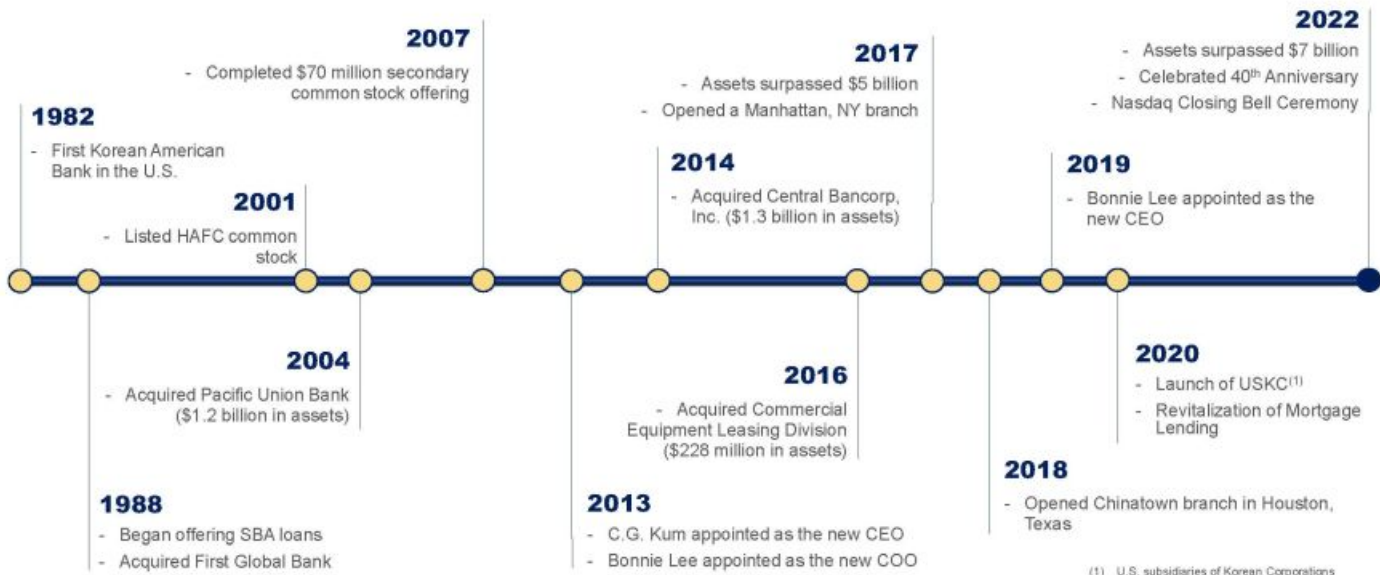 2007
- Completed $70 million secondary
common stock offering
2017
- Assets surpassed $5 billion
- Opened a Manhattan, NY branch
2022
- Assets surpassed $7 billion
- Celebrated 40th Anniversary
- Nasdaq Closing Bell Ceremony
1982
- First Korean American
Bank in the U.S.
2001
- Listed HAFC common
stock
2014
- Acquired Central Bancorp,
Inc. ($1.3 billion in assets)
2019
- Bonnie Lee appointed as the
new CEO
2004
- Acquired Pacific Union Bank
($1.2 billion in assets)
2016
- Acquired Commercial
Equipment Leasing Division
($228 million in assets)
2020
- Launch of USKC(1)
- Revitalization of Mortgage
Lending
1988
- Began offering SBA loans
- Acquired First Global Bank
2013
- C.G. Kum appointed as the new CEO
- Bonnie Lee appointed as the new COO
2018
- Opened Chinatown branch in Houston,
Texas
(1) U.S. subsidiaries of Korean Corporations